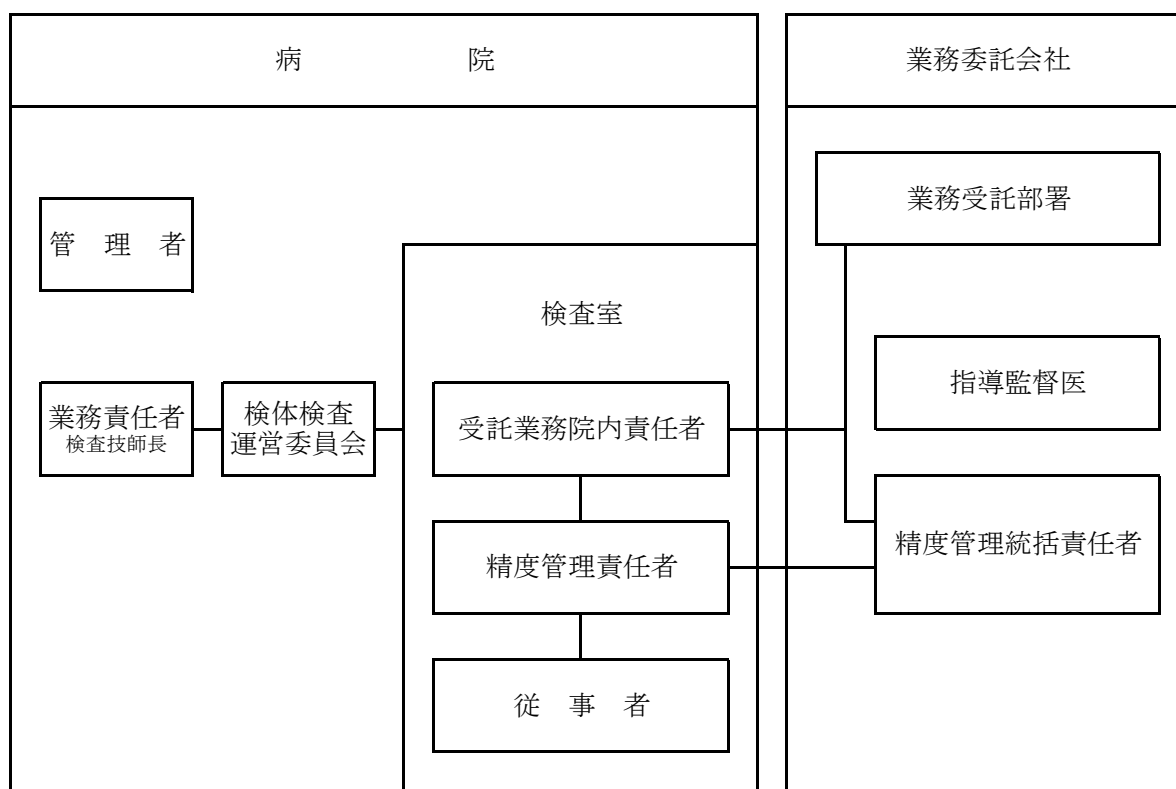 病 院
業務委託会社
業務受託部署
管 理 者
検査室
指導監督医
業務責任者
検査技師長
検体検査
運営委員会
受託業務院内責任者
精度管理統括責任者
精度管理責任者
従 事 者